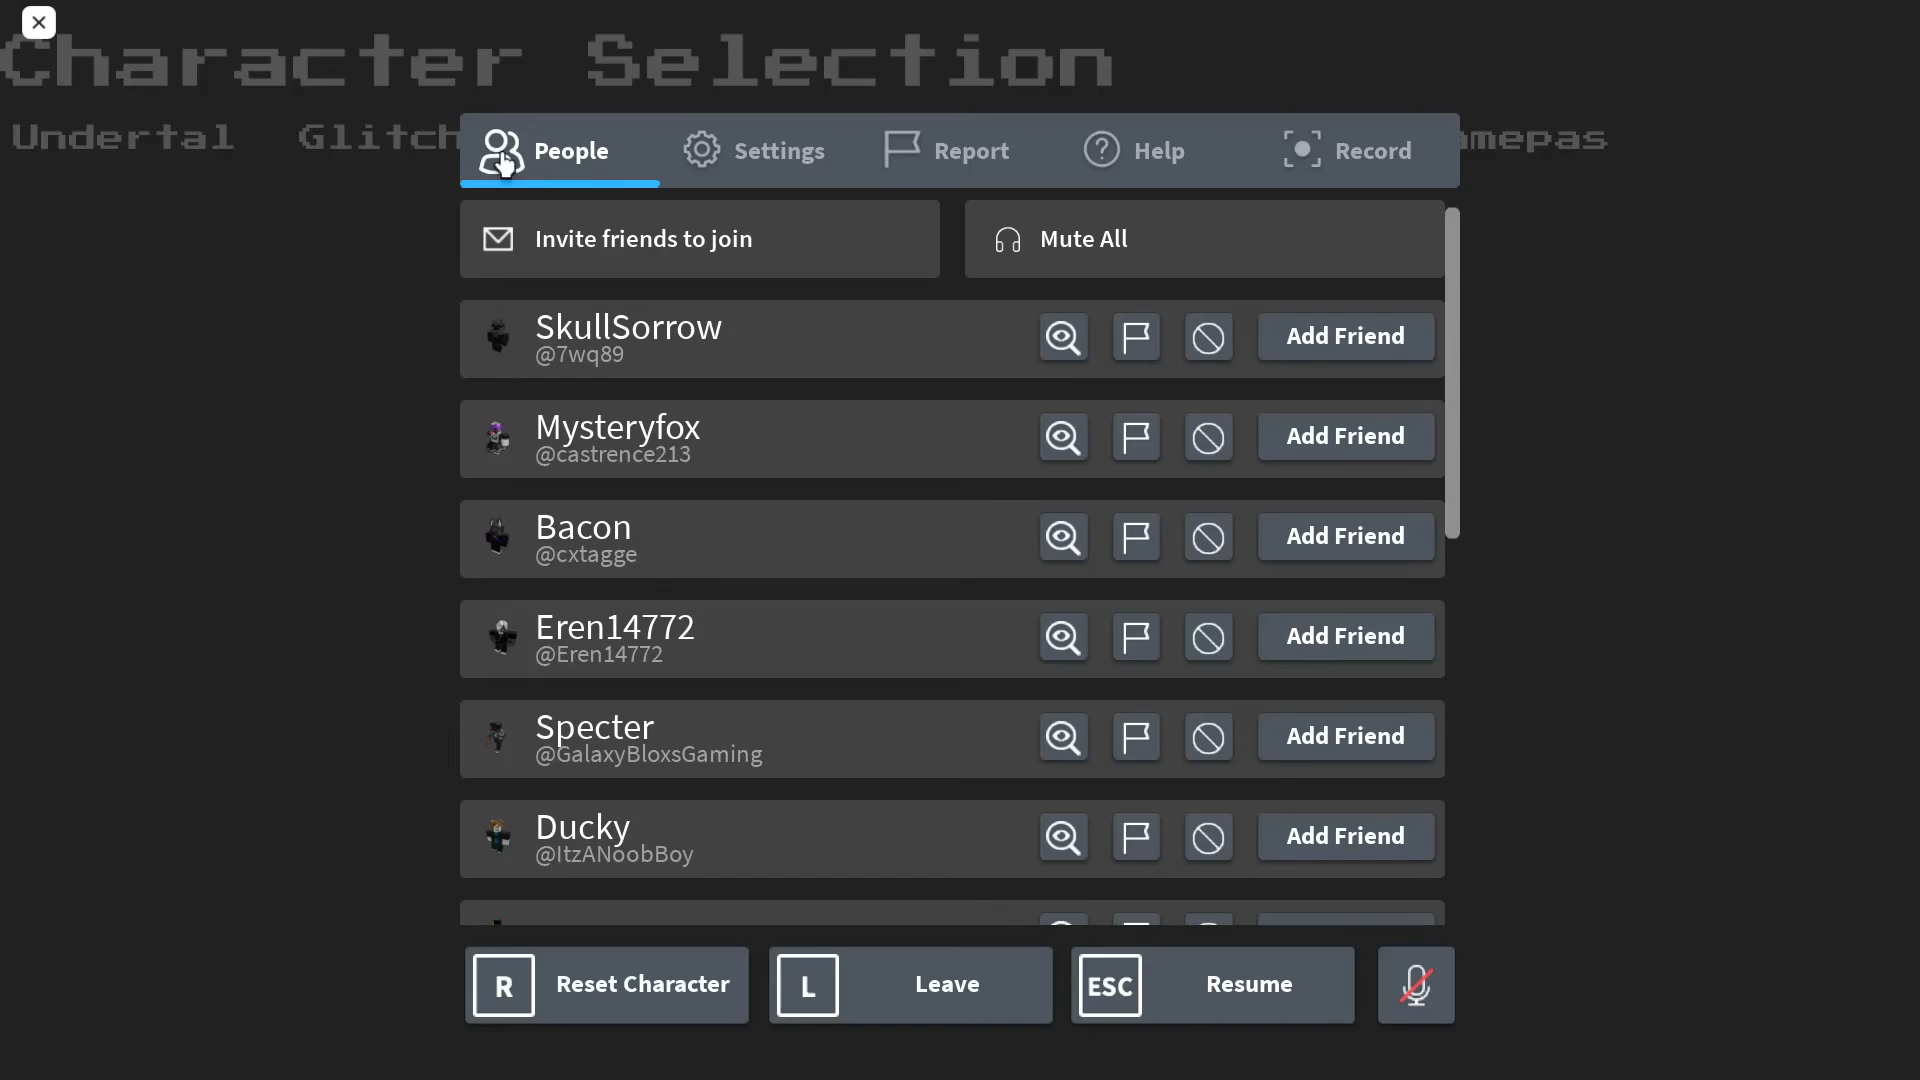 Character Selection
Undertal Glitch amepas
People Settings Report Help Record
Invite friends to join Mute All
SkullSorrow
@7wq89
Add Friend
Mysteryfox
@castrence213
Add Friend
Bacon
@cxtagge
Add Friend
Eren14772
@Eren14772
Add Friend
Specter
@GalaxyBloxsGaming
Add Friend
Ducky
@ItzANoobBoy
Add Friend
R Reset Character L Leave ESC Resume